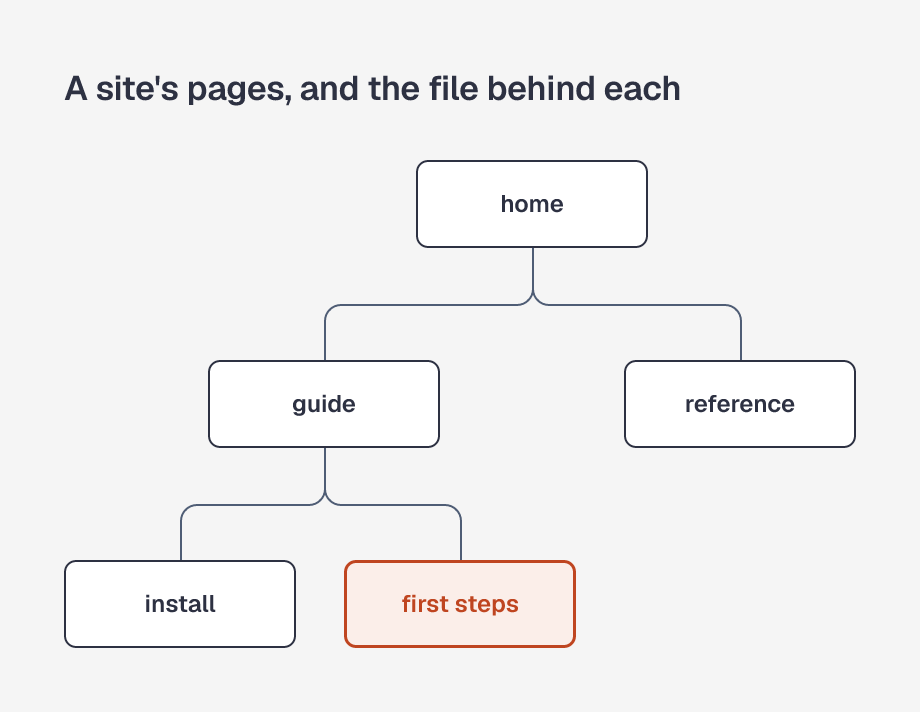 A site's pages, and the file behind each
home
guide
reference
install
first steps